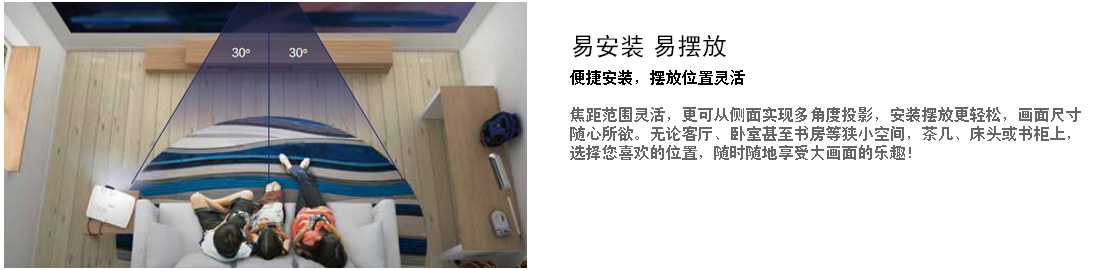 30º 30º
易安装 易摆放
便捷安装，摆放位置灵活
焦距范围灵活，更可从侧面实现多角度投影，安装摆放更轻松，画面尺寸
随心所欲。无论客厅、卧室甚至书房等狭小空间，茶几、床头或书柜上，
选择您喜欢的位置，随时随地享受大画面的乐趣！